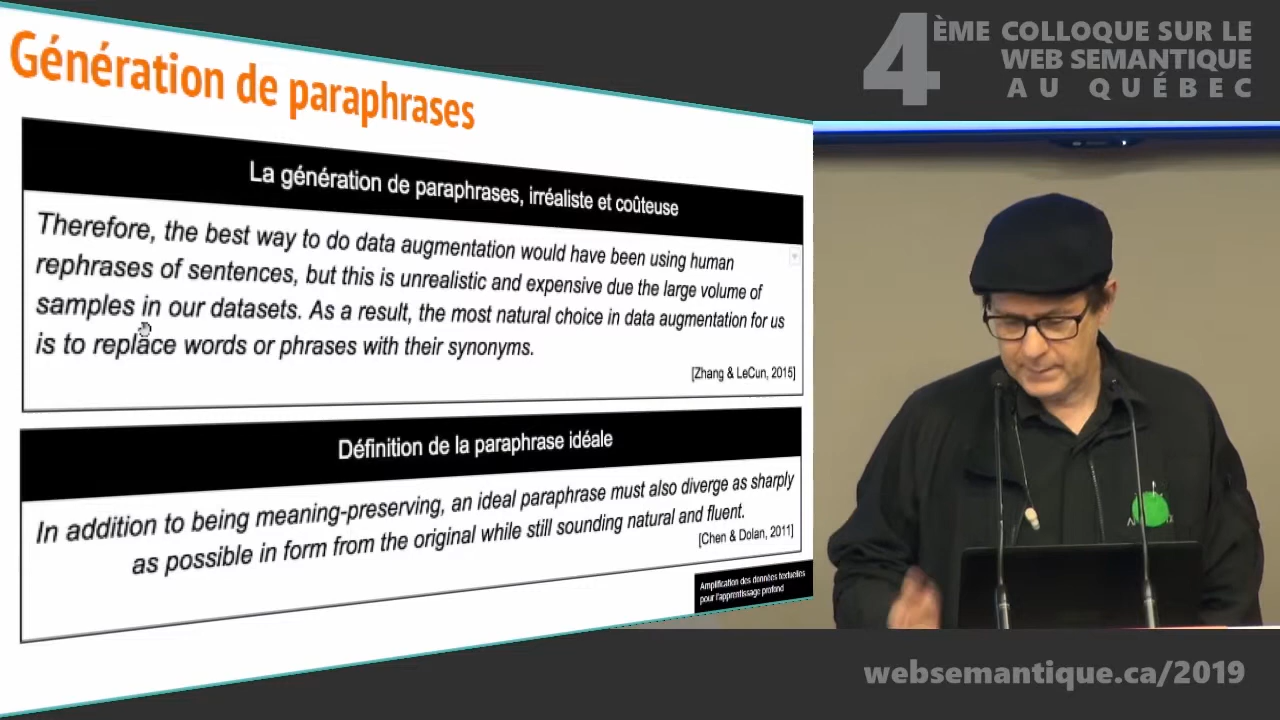 Génération de paraphrases
La génération de paraphrases, irréaliste et coûteuse
Therefore, the best way to do data augmentation would have been using human
rephrases of sentences, but this is unrealistic and expensive due the large volume of
samples in our datasets. As a result, the most natural choice in data augmentation for us
is to replace words or phrases with their synonyms.
[Zhang & LeCun, 2015]
Définition de la paraphrase idéale
In addition to being meaning-preserving, an ideal paraphrase must also diverge as sharply
as possible in form from the original while still sounding natural and fluent.
[Chen & Dolan, 2011]
Amplification des données textuelles
pour l'apprentissage profond
4ÈME COLLOQUE SUR LE
WEB SEMANTIQUE
AU QUÉBEC
websemantique.ca/2019